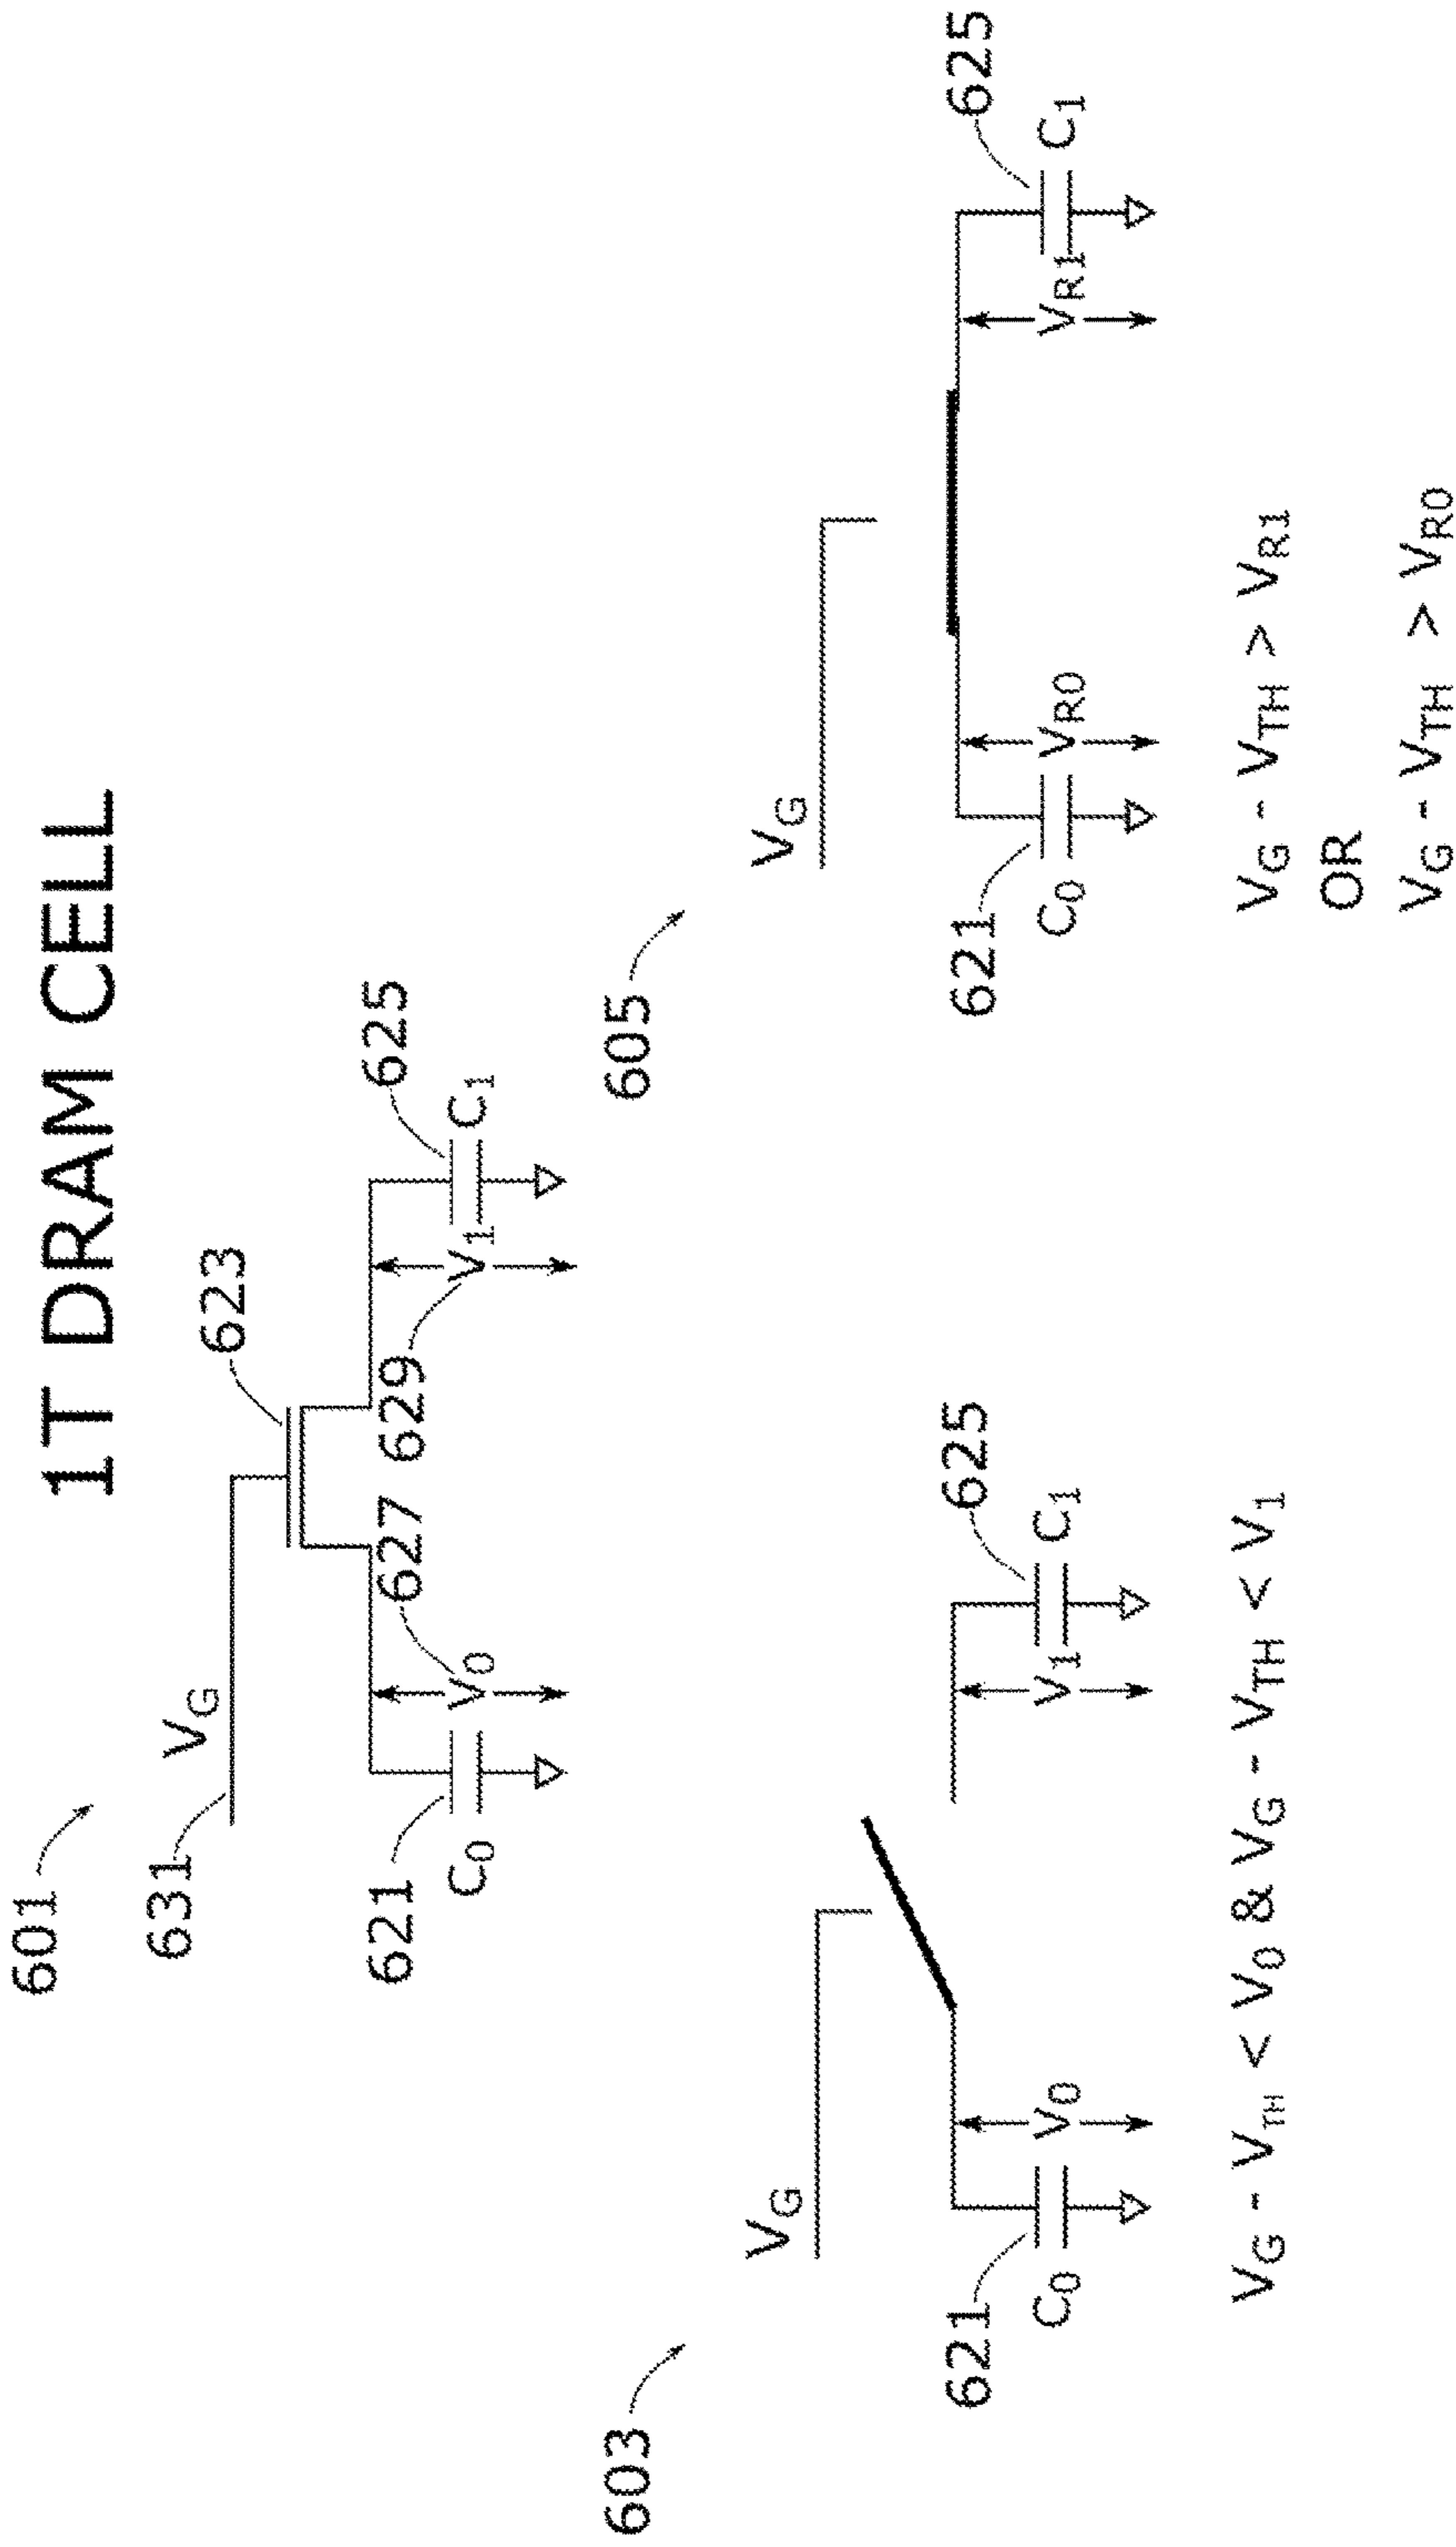 1T DRAM CELL
601
631
V_G
623
627
629
621
C_0
V_0
V_1
C_1
625
603
V_G
621
C_0
V_0
V_1
C_1
625
V_G - V_TH < V_0 & V_G - V_TH < V_1
605
V_G
621
C_0
V_R0
V_R1
C_1
625
V_G - V_TH > V_R1
OR
V_G - V_TH > V_R0